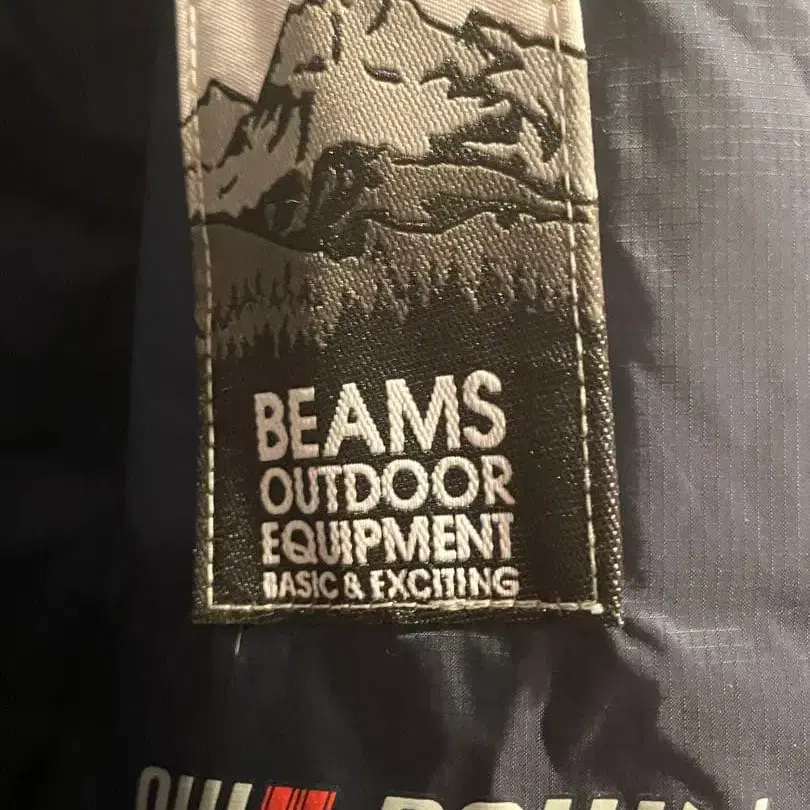 BEAMS
OUTDOOR
EQUIPMENT
BASIC & EXCITING